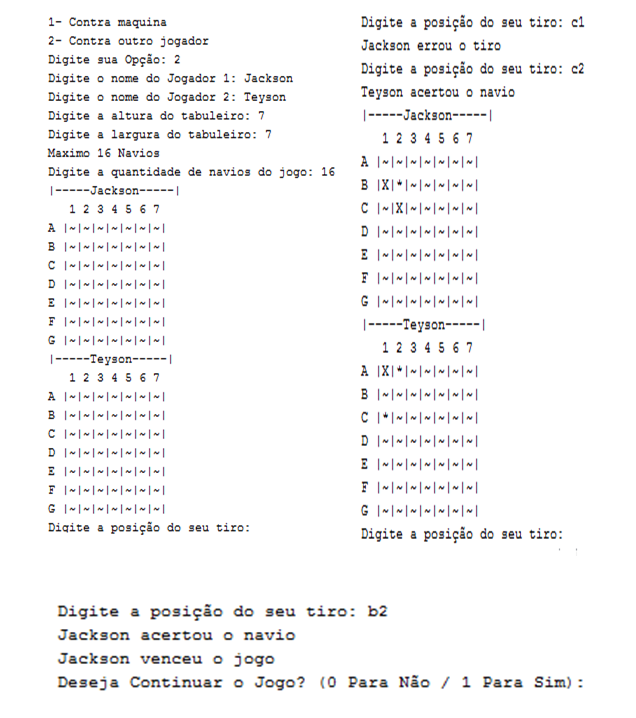 1- Contra maquina
2- Contra outro jogador
Digite sua Opção: 2
Digite o nome do Jogador 1: Jackson
Digite o nome do Jogador 2: Teyson
Digite a altura do tabuleiro: 7
Digite a largura do tabuleiro: 7
Maximo 16 Navios
Digite a quantidade de navios do jogo: 16
|-----Jackson-----|
1 2 3 4 5 6 7
A |~|~|~|~|~|~|~|
B |~|~|~|~|~|~|~|
C |~|~|~|~|~|~|~|
D |~|~|~|~|~|~|~|
E |~|~|~|~|~|~|~|
F |~|~|~|~|~|~|~|
G |~|~|~|~|~|~|~|
|-----Teyson-----|
1 2 3 4 5 6 7
A |~|~|~|~|~|~|~|
B |~|~|~|~|~|~|~|
C |~|~|~|~|~|~|~|
D |~|~|~|~|~|~|~|
E |~|~|~|~|~|~|~|
F |~|~|~|~|~|~|~|
G |~|~|~|~|~|~|~|
Digite a posição do seu tiro:
Digite a posição do seu tiro: c1
Jackson errou o tiro
Digite a posição do seu tiro: c2
Teyson acertou o navio
|-----Jackson-----|
1 2 3 4 5 6 7
A |~|~|~|~|~|~|~|
B |X|*|~|~|~|~|~|
C |~|X|~|~|~|~|~|
D |~|~|~|~|~|~|~|
E |~|~|~|~|~|~|~|
F |~|~|~|~|~|~|~|
G |~|~|~|~|~|~|~|
|-----Teyson-----|
1 2 3 4 5 6 7
A |X|*|~|~|~|~|~|
B |~|~|~|~|~|~|~|
C |*|~|~|~|~|~|~|
D |~|~|~|~|~|~|~|
E |~|~|~|~|~|~|~|
F |~|~|~|~|~|~|~|
G |~|~|~|~|~|~|~|
Digite a posição do seu tiro:
Digite a posição do seu tiro: b2
Jackson acertou o navio
Jackson venceu o jogo
Deseja Continuar o Jogo? (0 Para Não / 1 Para Sim):